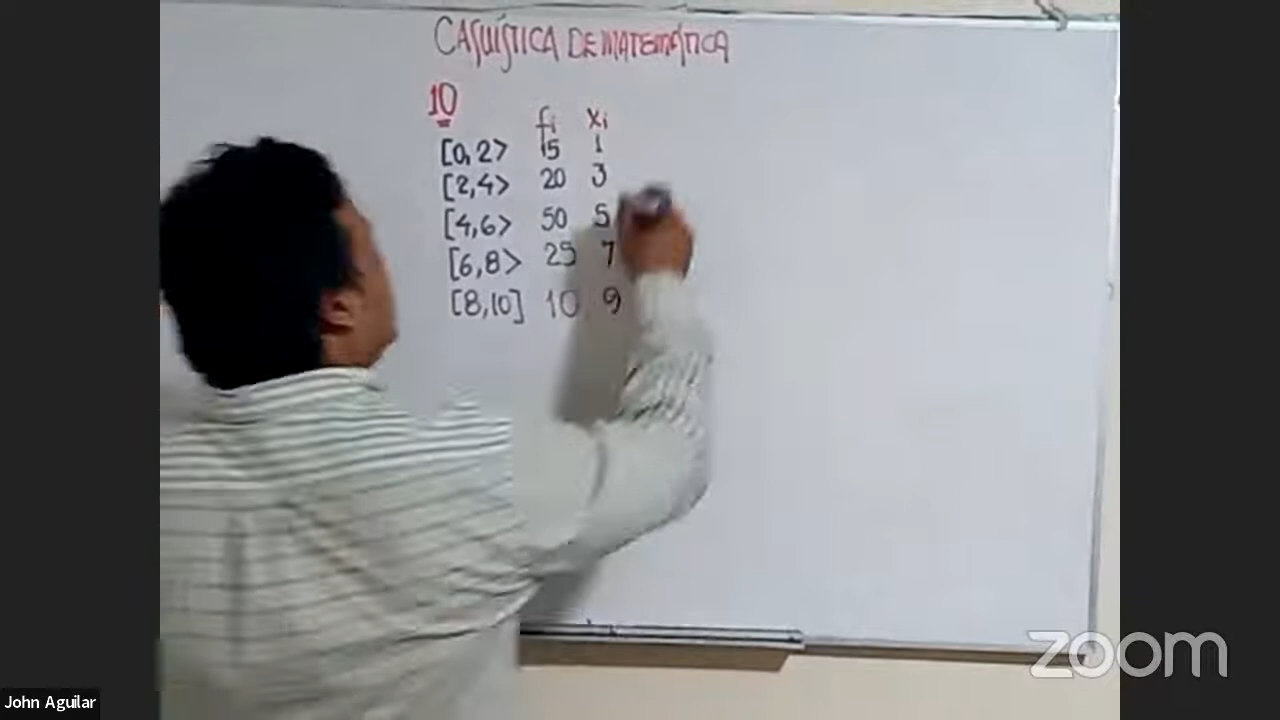 CASUÍSTICA DE MATEMÁTICA
10
fi xi
[0,2> 15 1
[2,4> 20 3
[4,6> 50 5
[6,8> 25 7
[8,10] 10 9
zoom
John Aguilar